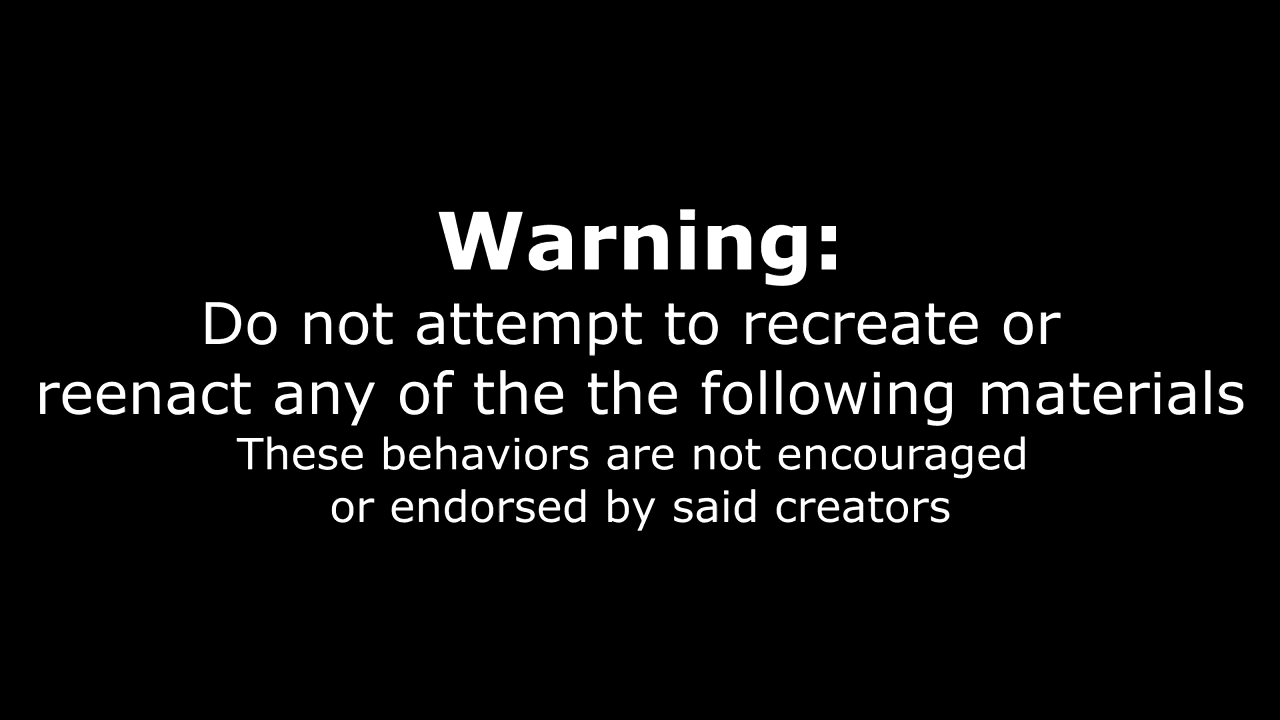 Warning:
Do not attempt to recreate or
reenact any of the the following materials
These behaviors are not encouraged
or endorsed by said creators